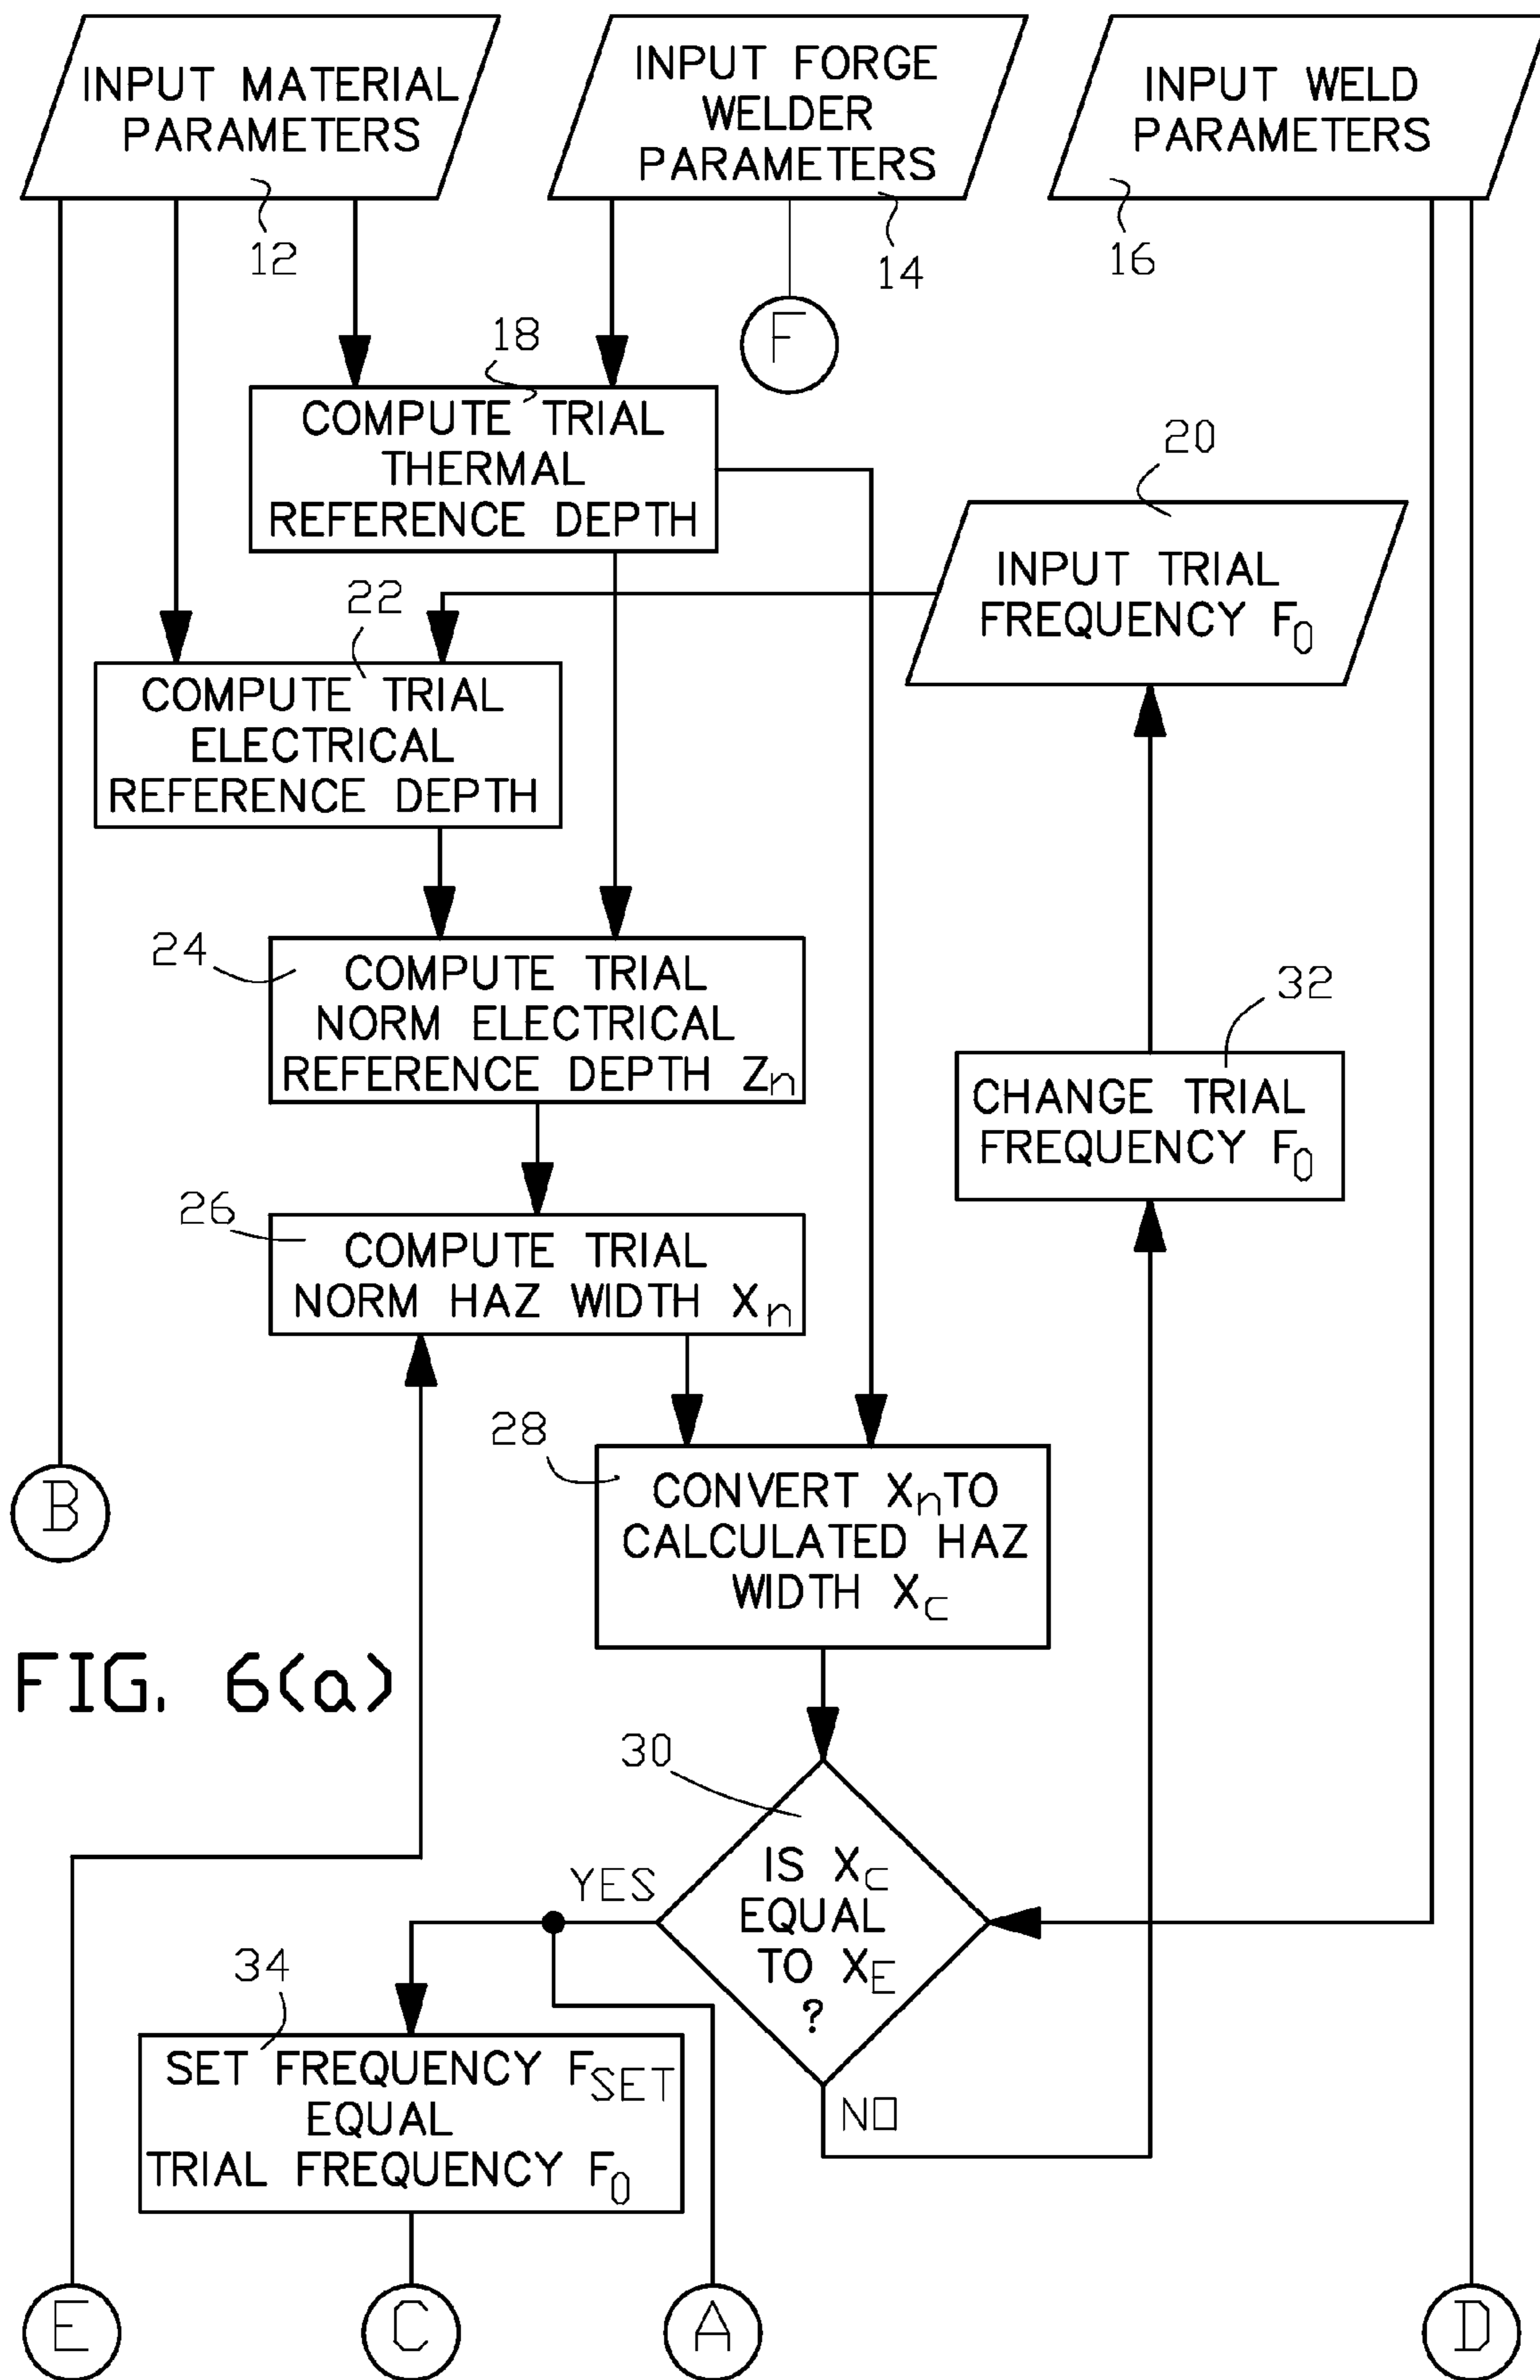 INPUT MATERIAL
PARAMETERS
12
INPUT FORGE
WELDER
PARAMETERS
14
INPUT WELD
PARAMETERS
16
F
18
COMPUTE TRIAL
THERMAL
REFERENCE DEPTH
20
INPUT TRIAL
FREQUENCY F0
22
COMPUTE TRIAL
ELECTRICAL
REFERENCE DEPTH
24
COMPUTE TRIAL
NORM ELECTRICAL
REFERENCE DEPTH Zn
32
CHANGE TRIAL
FREQUENCY F0
26
COMPUTE TRIAL
NORM HAZ WIDTH Xn
28
CONVERT Xn TO
CALCULATED HAZ
WIDTH Xc
B
FIG. 6(a)
30
IS Xc
EQUAL
TO XE
?
YES
NO
34
SET FREQUENCY FSET
EQUAL
TRIAL FREQUENCY F0
E
C
A
D